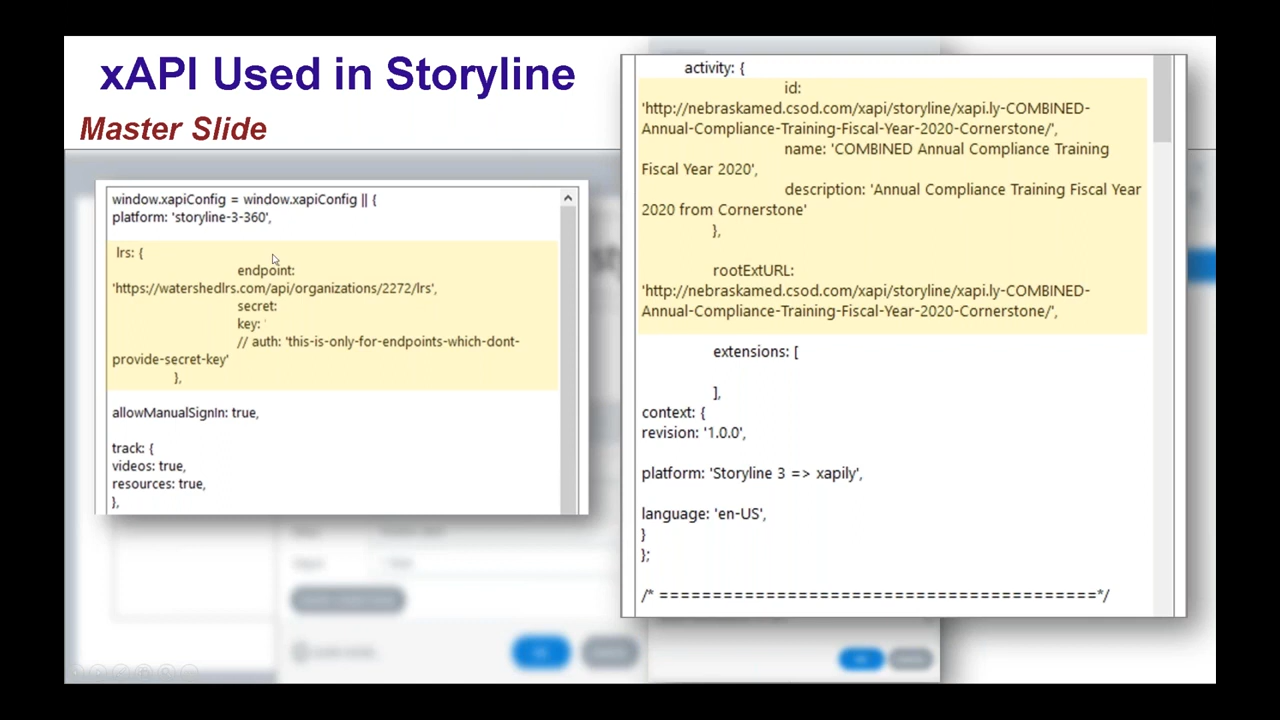 xAPI Used in Storyline
Master Slide
window.xapiConfig = window.xapiConfig || {
platform: 'storyline-3-360',
lrs: {
endpoint:
'https://watershedlrs.com/api/organizations/2272/lrs',
secret:
key: '
// auth: 'this-is-only-for-endpoints-which-dont-
provide-secret-key'
},
allowManualSignIn: true,
track: {
videos: true,
resources: true,
},
activity: {
id:
'http://nebraskamed.csod.com/xapi/storyline/xapi.ly-COMBINED-
Annual-Compliance-Training-Fiscal-Year-2020-Cornerstone/',
name: 'COMBINED Annual Compliance Training
Fiscal Year 2020',
description: 'Annual Compliance Training Fiscal Year
2020 from Cornerstone'
},
rootExtURL:
'http://nebraskamed.csod.com/xapi/storyline/xapi.ly-COMBINED-
Annual-Compliance-Training-Fiscal-Year-2020-Cornerstone/',
extensions: [
],
context: {
revision: '1.0.0',
platform: 'Storyline 3 => xapily',
language: 'en-US',
}
};
/* =========================================*/